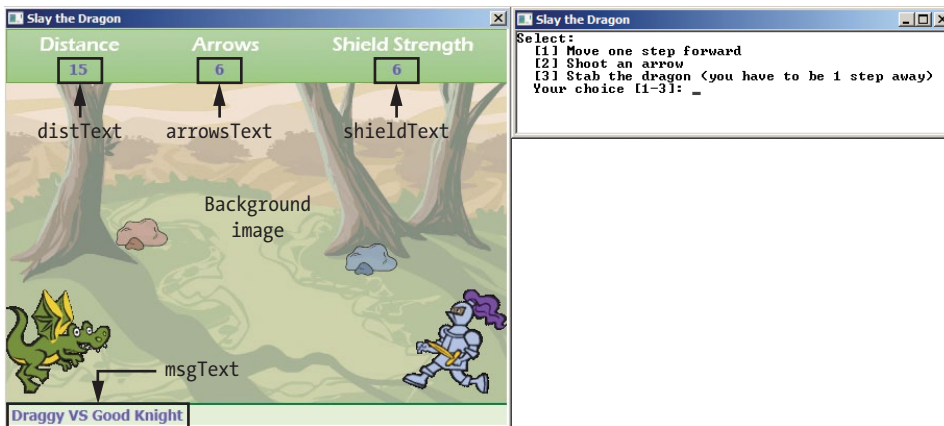 Slay the Dragon
Distance Arrows Shield Strength
15 6 6
distText arrowsText shieldText
Background
image
msgText
Draggy VS Good Knight
Slay the Dragon
Select:
[1] Move one step forward
[2] Shoot an arrow
[3] Stab the dragon (you have to be 1 step away)
Your choice [1-3]: _